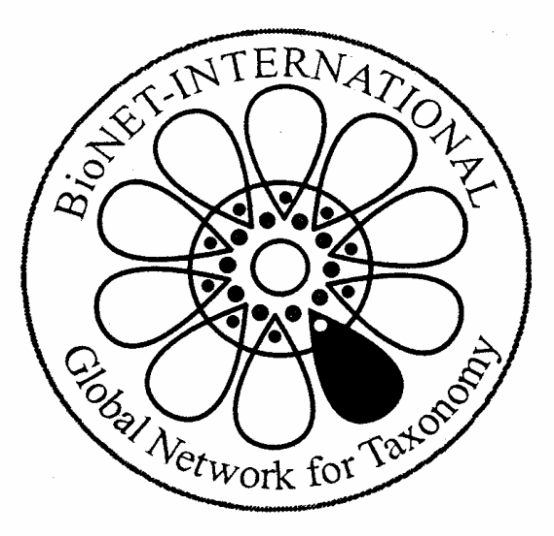 BioNET-INTERNATIONAL
Global Network for Taxonomy